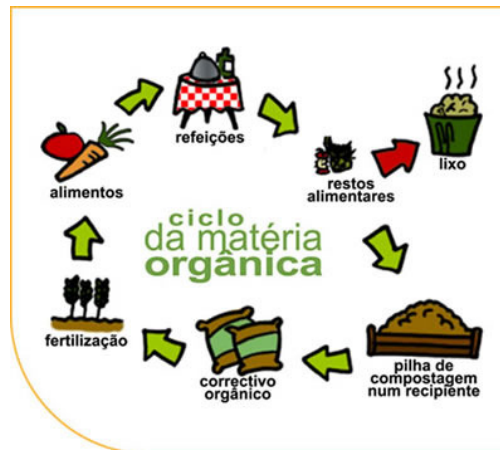 refeições
alimentos
restos
alimentares
lixo
ciclo
da matéria
orgânica
fertilização
correctivo
orgânico
pilha de
compostagem
num recipiente